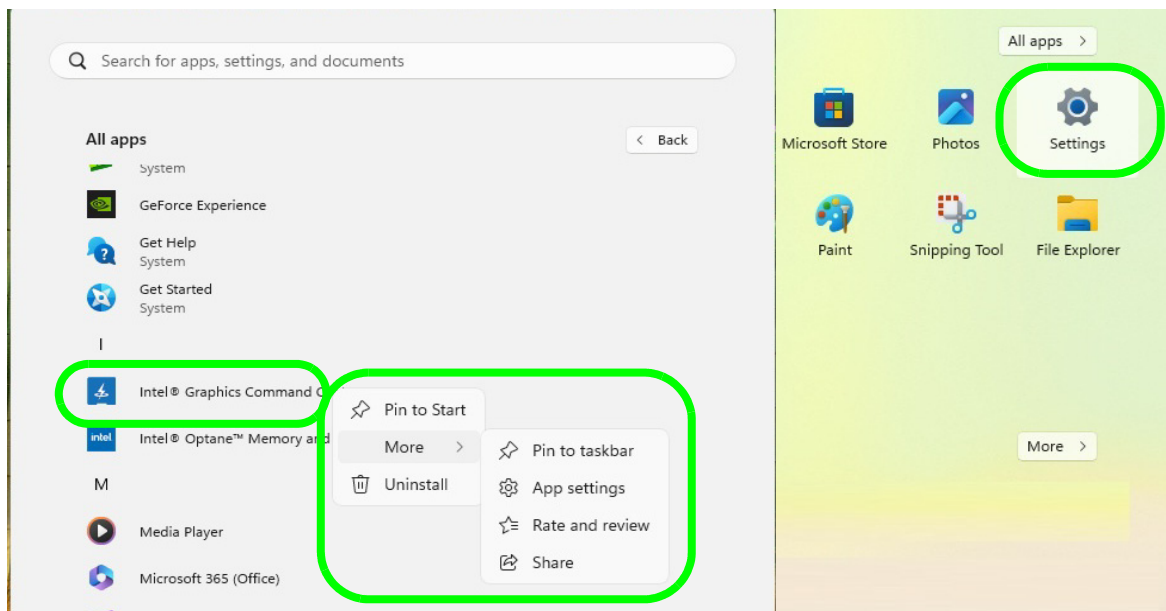 Search for apps, settings, and documents
All apps
Back
System
GeForce Experience
Get Help
System
Get Started
System
I
Intel® Graphics Command
intel
Intel® Optane™ Memory and
M
Media Player
Microsoft 365 (Office)
Pin to Start
More
Uninstall
Pin to taskbar
App settings
Rate and review
Share
All apps
Microsoft Store
Photos
Settings
Paint
Snipping Tool
File Explorer
More